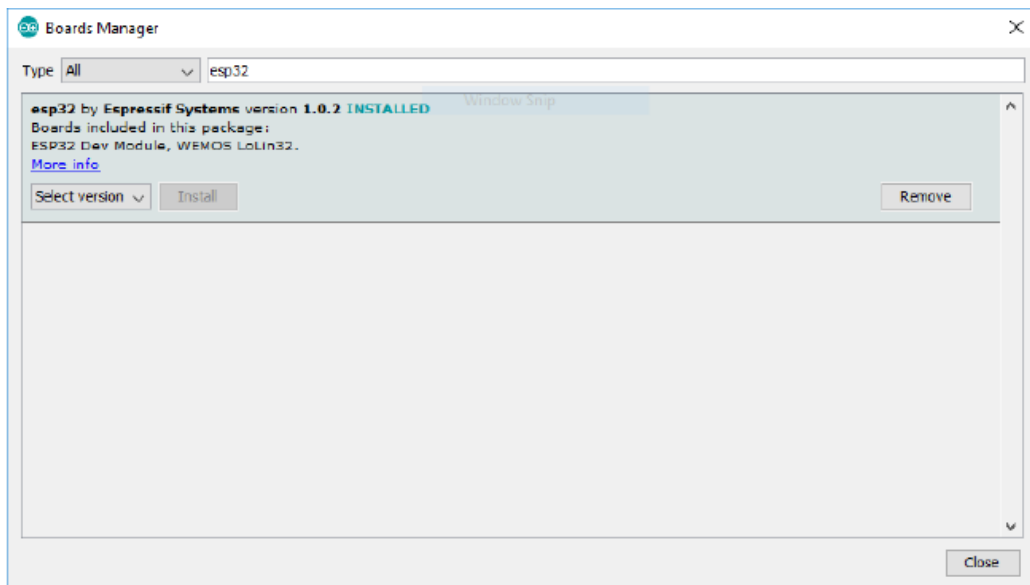 Boards Manager
Type All esp32
Window Snip
esp32 by Espressif Systems version 1.0.2 INSTALLED
Boards included in this package:
ESP32 Dev Module, WEMOS LoLin32.
More info
Select version Install Remove
Close